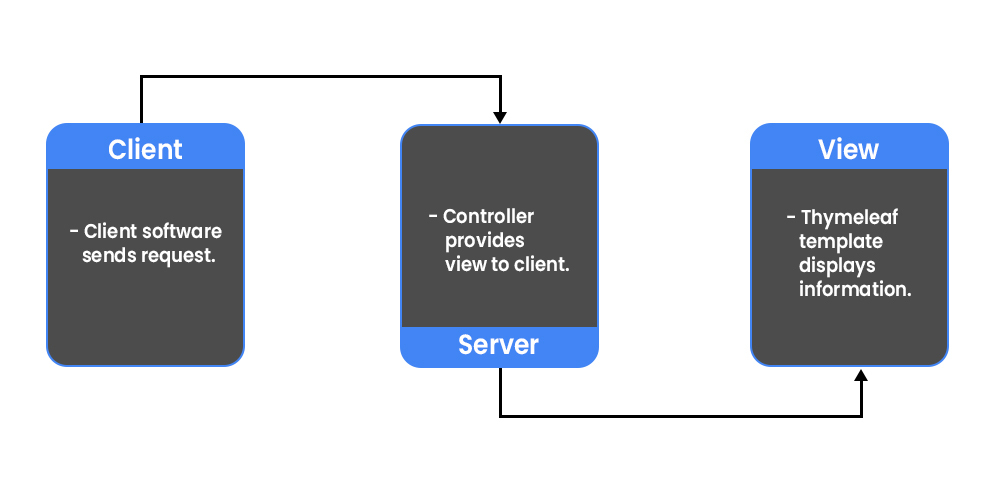 Client
- Client software
sends request.
- Controller
provides
view to client.
Server
View
- Thymeleaf
template
displays
information.